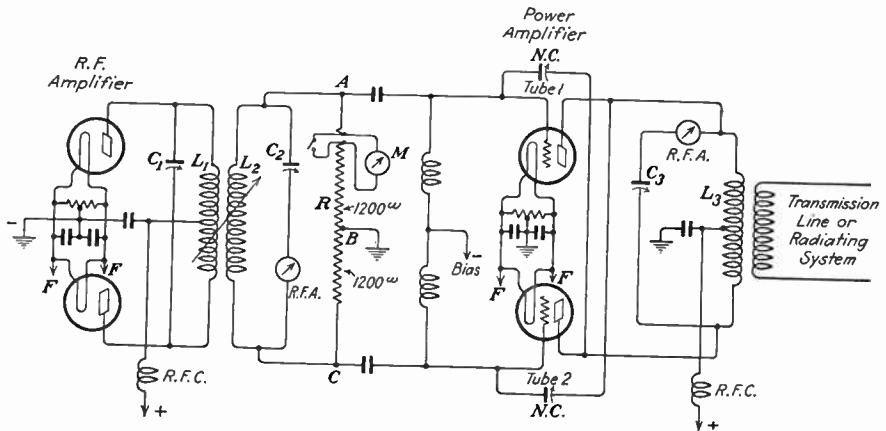 R.F.
Amplifier
Power
Amplifier
N.C.
Tube 1
A
C1
L1
L2
C2
M
R
1200ω
B
1200ω
R.F.A.
C
Bias
-
-
F
F
R.F.C.
+
F
F
Tube 2
N.C.
R.F.A.
C3
L3
Transmission
Line or
Radiating
System
R.F.C.
+